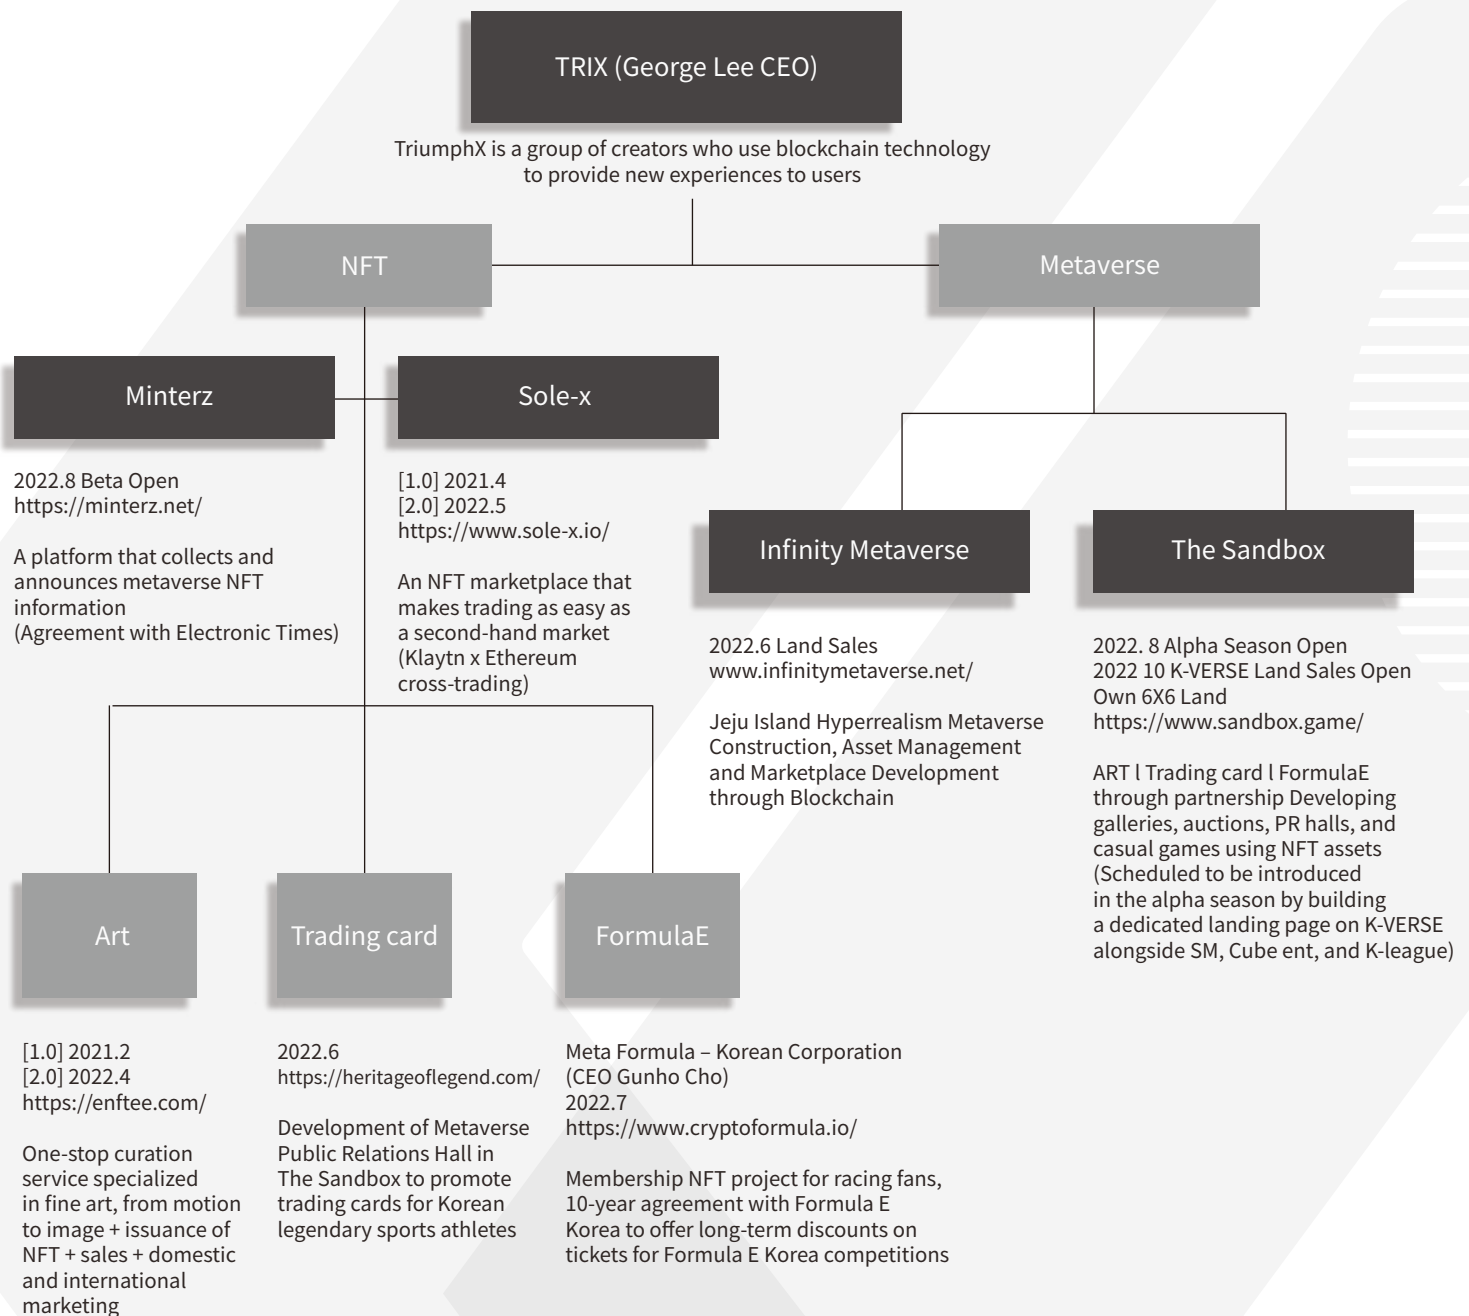 TRIX (George Lee CEO)
TriumphX is a group of creators who use blockchain technology
to provide new experiences to users
NFT
Metaverse
Minterz
2022.8 Beta Open
https://minterz.net/
A platform that collects and
announces metaverse NFT
information
(Agreement with Electronic Times)
Sole-x
[1.0] 2021.4
[2.0] 2022.5
https://www.sole-x.io/
An NFT marketplace that
makes trading as easy as
a second-hand market
(Klaytn x Ethereum
cross-trading)
Infinity Metaverse
2022.6 Land Sales
www.infinitymetaverse.net/
Jeju Island Hyperrealism Metaverse
Construction, Asset Management
and Marketplace Development
through Blockchain
The Sandbox
2022. 8 Alpha Season Open
2022 10 K-VERSE Land Sales Open
Own 6X6 Land
https://www.sandbox.game/
ART l Trading card l FormulaE
through partnership Developing
galleries, auctions, PR halls, and
casual games using NFT assets
(Scheduled to be introduced
in the alpha season by building
a dedicated landing page on K-VERSE
alongside SM, Cube ent, and K-league)
Art
[1.0] 2021.2
[2.0] 2022.4
https://enftee.com/
One-stop curation
service specialized
in fine art, from motion
to image + issuance of
NFT + sales + domestic
and international
marketing
Trading card
2022.6
https://heritageoflegend.com/
Development of Metaverse
Public Relations Hall in
The Sandbox to promote
trading cards for Korean
legendary sports athletes
FormulaE
Meta Formula – Korean Corporation
(CEO Gunho Cho)
2022.7
https://www.cryptoformula.io/
Membership NFT project for racing fans,
10-year agreement with Formula E
Korea to offer long-term discounts on
tickets for Formula E Korea competitions